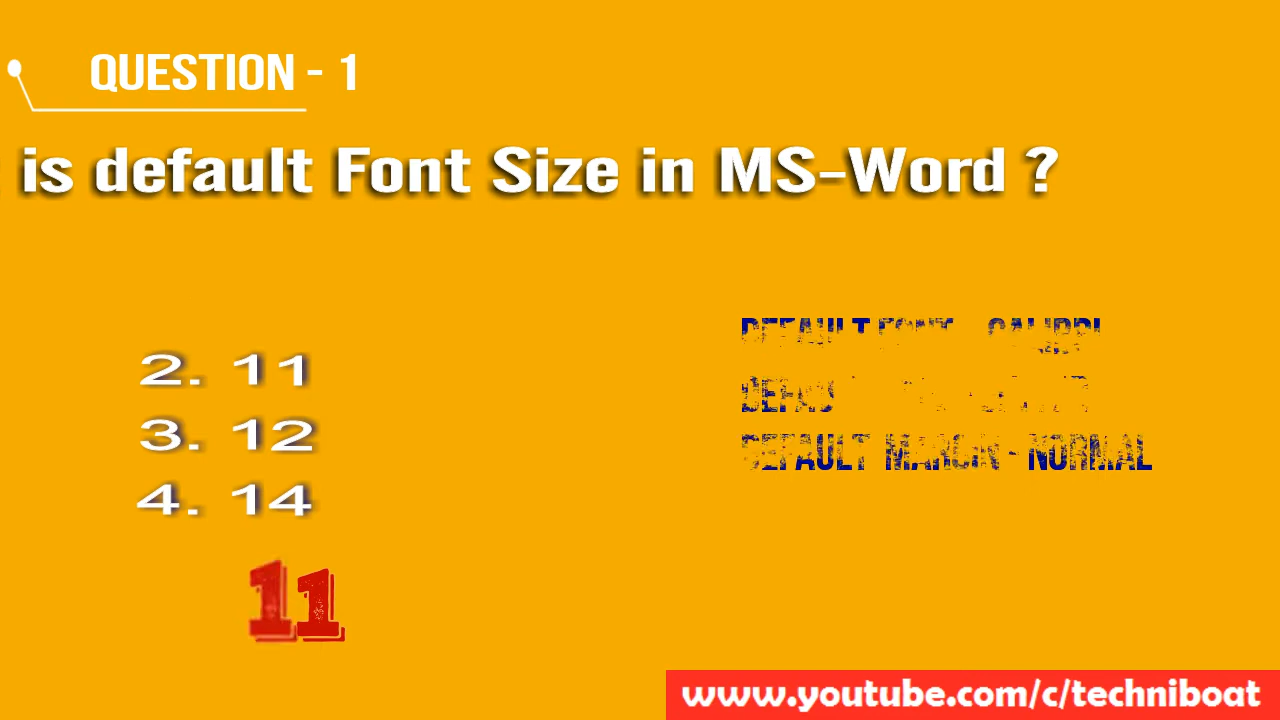 QUESTION - 1
is default Font Size in MS-Word ?
2. 11
3. 12
4. 14
11
DEFAULT FONT - CALIBRI
DEFAULT MARGIN - NORMAL
www.youtube.com/c/techniboat